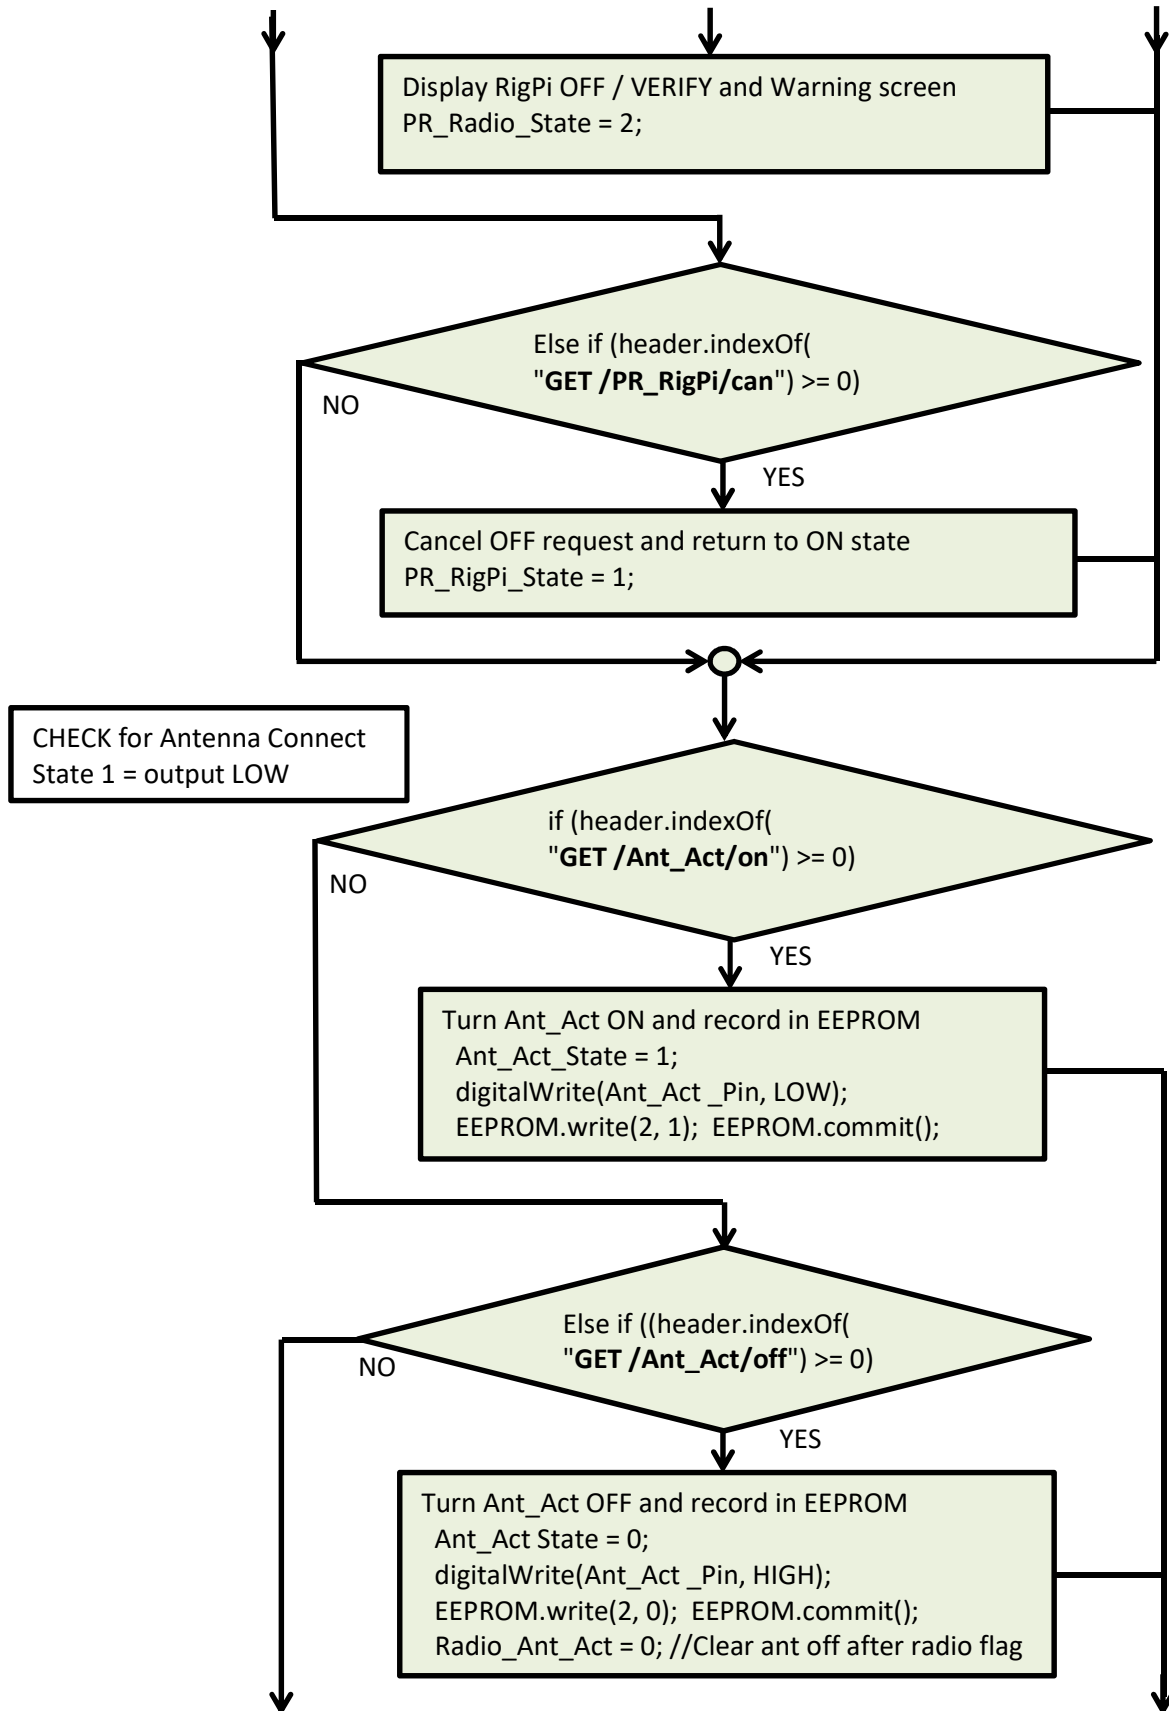 Display RigPi OFF / VERIFY and Warning screen
PR_Radio_State = 2;
Else if (header.indexOf(
"GET /PR_RigPi/can") >= 0)
NO
YES
Cancel OFF request and return to ON state
PR_RigPi_State = 1;
CHECK for Antenna Connect
State 1 = output LOW
if (header.indexOf(
"GET /Ant_Act/on") >= 0)
NO
YES
Turn Ant_Act ON and record in EEPROM
Ant_Act_State = 1;
digitalWrite(Ant_Act _Pin, LOW);
EEPROM.write(2, 1);  EEPROM.commit();
Else if ((header.indexOf(
"GET /Ant_Act/off") >= 0)
NO
YES
Turn Ant_Act OFF and record in EEPROM
Ant_Act State = 0;
digitalWrite(Ant_Act _Pin, HIGH);
EEPROM.write(2, 0);  EEPROM.commit();
Radio_Ant_Act = 0; //Clear ant off after radio flag